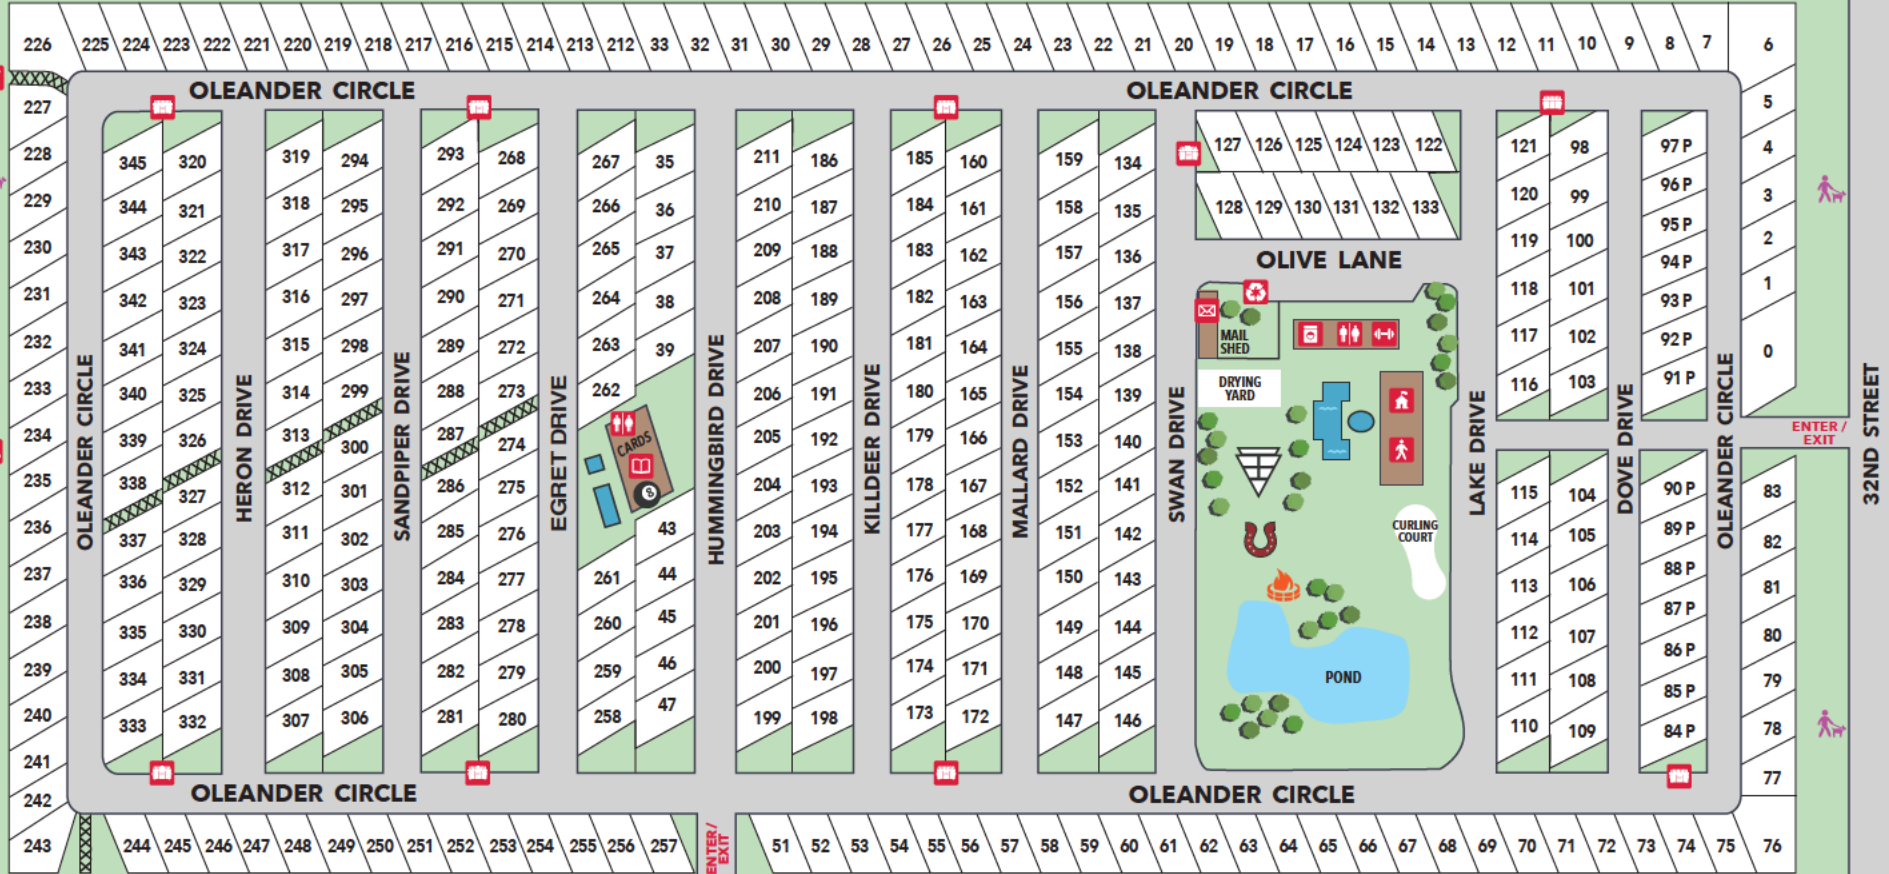 226 225 224 223 222 221 220 219 218 217 216 215 214 213 212 33 32 31 30 29 28 27 26 25 24 23 22 21 20 19 18 17 16 15 14 13 12 11 10 9 8 7 6
OLEANDER CIRCLE
OLEANDER CIRCLE
227
228
229
230
231
232
233
234
235
236
237
238
239
240
241
242
243
OLEANDER CIRCLE
345 320
344 321
343 322
342 323
341 324
340 325
339 326
338 327
337 328
336 329
335 330
334 331
333 332
HERON DRIVE
319 294
318 295
317 296
316 297
315 298
314 299
313 300
312 301
311 302
310 303
309 304
308 305
307 306
SANDPIPER DRIVE
293 268
292 269
291 270
290 271
289 272
288 273
287 274
286 275
285 276
284 277
283 278
282 279
281 280
EGRET DRIVE
267 35
266 36
265 37
264 38
263 39
262
CARDS
8
43
261 44
260 45
259 46
258 47
HUMMINGBIRD DRIVE
211 186
210 187
209 188
208 189
207 190
206 191
205 192
204 193
203 194
202 195
201 196
200 197
199 198
KILLDEER DRIVE
185 160
184 161
183 162
182 163
181 164
180 165
179 166
178 167
177 168
176 169
175 170
174 171
173 172
MALLARD DRIVE
159 134
158 135
157 136
156 137
155 138
154 139
153 140
152 141
151 142
150 143
149 144
148 145
147 146
SWAN DRIVE
127 126 125 124 123 122
128 129 130 131 132 133
OLIVE LANE
MAIL
SHED
DRYING
YARD
CURLING
COURT
POND
LAKE DRIVE
121 98
120 99
119 100
118 101
117 102
116 103
115 104
114 105
113 106
112 107
111 108
110 109
DOVE DRIVE
97 P
96 P
95 P
94 P
93 P
92 P
91 P
90 P
89 P
88 P
87 P
86 P
85 P
84 P
OLEANDER CIRCLE
5
4
3
2
1
0
ENTER /
EXIT
83
82
81
80
79
78
77
32ND STREET
OLEANDER CIRCLE
OLEANDER CIRCLE
244 245 246 247 248 249 250 251 252 253 254 255 256 257
ENTER /
EXIT
51 52 53 54 55 56 57 58 59 60 61 62 63 64 65 66 67 68 69 70 71 72 73 74 75 76